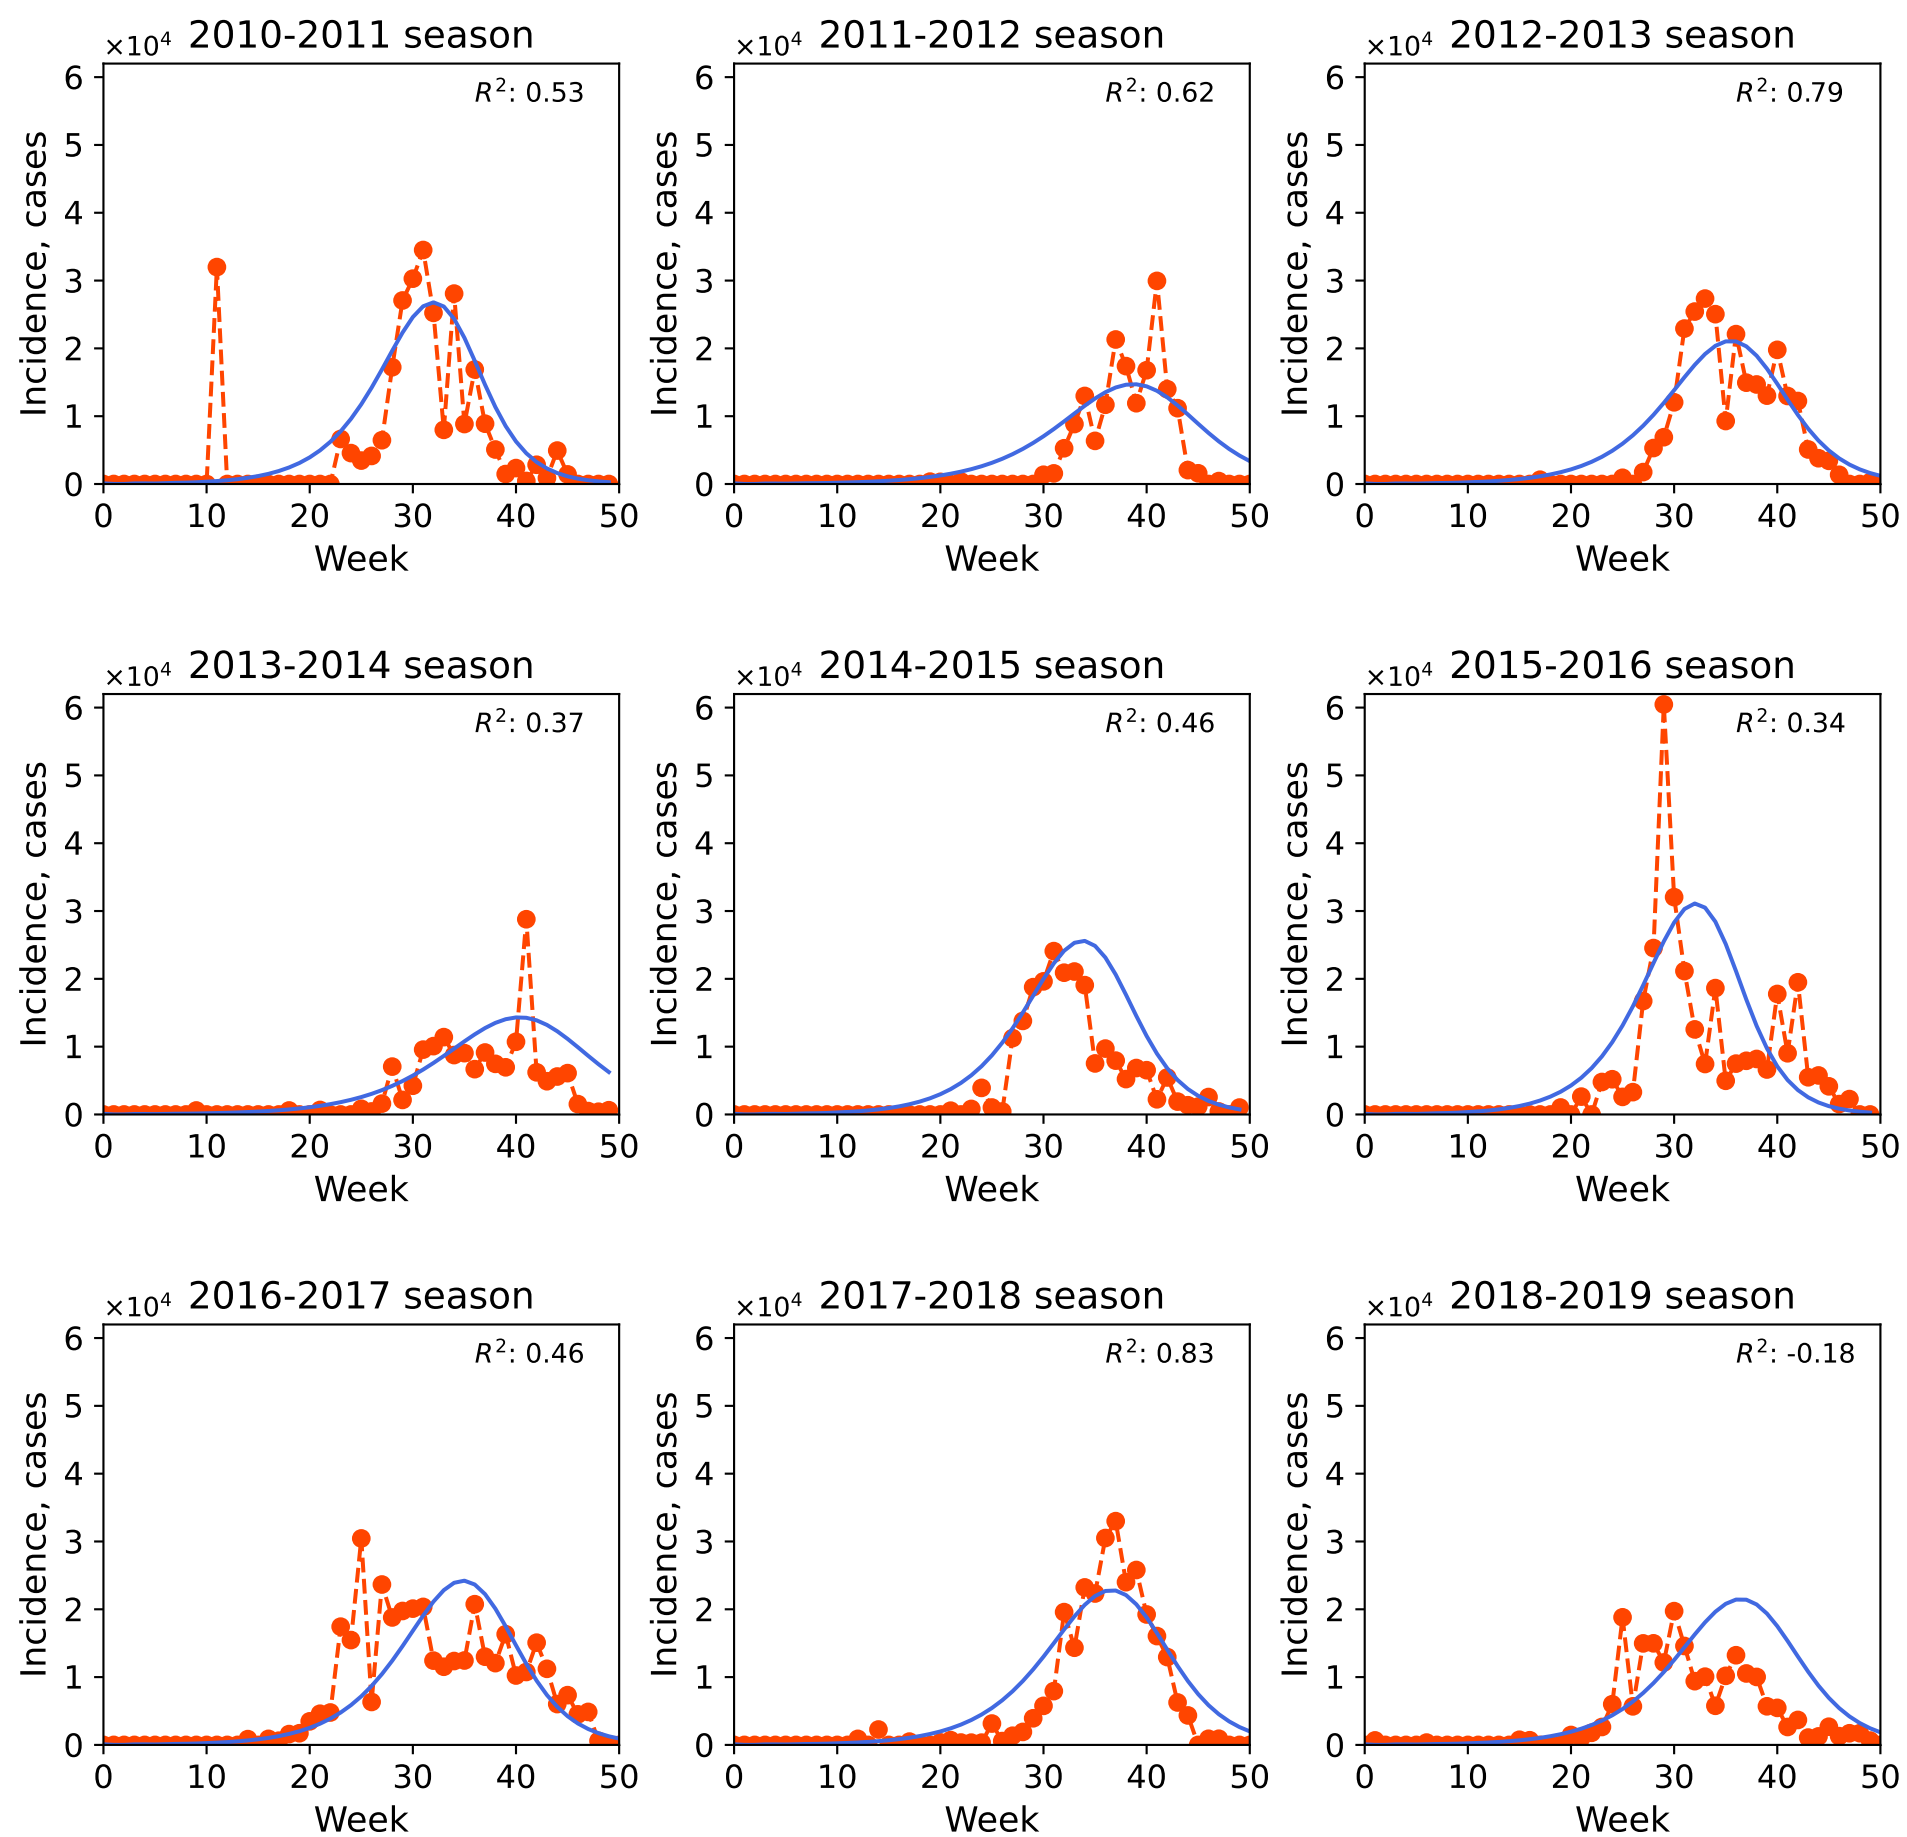 ×10⁴ 2010-2011 season
R²: 0.53
Incidence, cases
6
5
4
3
2
1
0
0 10 20 30 40 50
Week
×10⁴ 2011-2012 season
R²: 0.62
Incidence, cases
6
5
4
3
2
1
0
0 10 20 30 40 50
Week
×10⁴ 2012-2013 season
R²: 0.79
Incidence, cases
6
5
4
3
2
1
0
0 10 20 30 40 50
Week
×10⁴ 2013-2014 season
R²: 0.37
Incidence, cases
6
5
4
3
2
1
0
0 10 20 30 40 50
Week
×10⁴ 2014-2015 season
R²: 0.46
Incidence, cases
6
5
4
3
2
1
0
0 10 20 30 40 50
Week
×10⁴ 2015-2016 season
R²: 0.34
Incidence, cases
6
5
4
3
2
1
0
0 10 20 30 40 50
Week
×10⁴ 2016-2017 season
R²: 0.46
Incidence, cases
6
5
4
3
2
1
0
0 10 20 30 40 50
Week
×10⁴ 2017-2018 season
R²: 0.83
Incidence, cases
6
5
4
3
2
1
0
0 10 20 30 40 50
Week
×10⁴ 2018-2019 season
R²: -0.18
Incidence, cases
6
5
4
3
2
1
0
0 10 20 30 40 50
Week